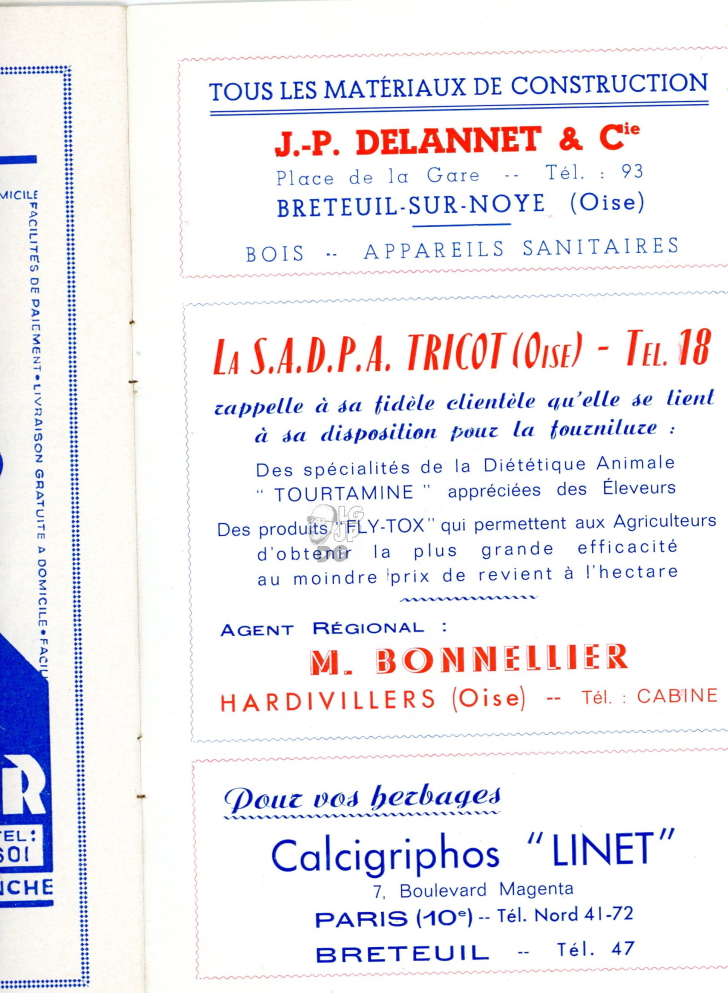 MICILE
FACILITÉS DE PAIEMENT • LIVRAISON GRATUITE A DOMICILE •
R
TEL:
601
NCHE
TOUS LES MATÉRIAUX DE CONSTRUCTION
J.-P. DELANNET & Cie
Place de la Gare -- Tél. : 93
BRETEUIL-SUR-NOYE (Oise)
BOIS -- APPAREILS SANITAIRES
LA S.A.D.P.A. TRICOT (OISE) - TEL. 18
rappelle à sa fidèle clientèle qu'elle se tient
à sa disposition pour la fourniture :
Des spécialités de la Diététique Animale
" TOURTAMINE " appréciées des Éleveurs
Des produits "FLY-TOX" qui permettent aux Agriculteurs
d'obtenir la plus grande efficacité
au moindre prix de revient à l'hectare
AGENT RÉGIONAL :
M. BONNELLIER
HARDIVILLERS (Oise) -- Tél. : CABINE
Pour vos herbages
Calcigriphos "LINET"
7, Boulevard Magenta
PARIS (10e) -- Tél. Nord 41-72
BRETEUIL -- Tél. 47